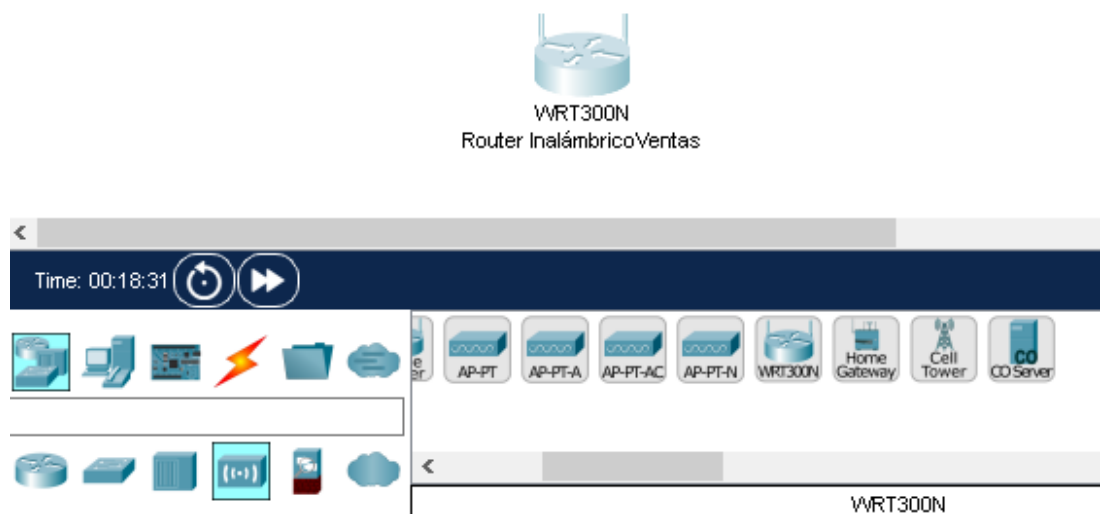 WRT300N
Router InalámbricoVentas
Time: 00:18:31
AP-PT
AP-PT-A
AP-PT-AC
AP-PT-N
WRT300N
Home
Gateway
Cell
Tower
CO
CO Server
WRT300N